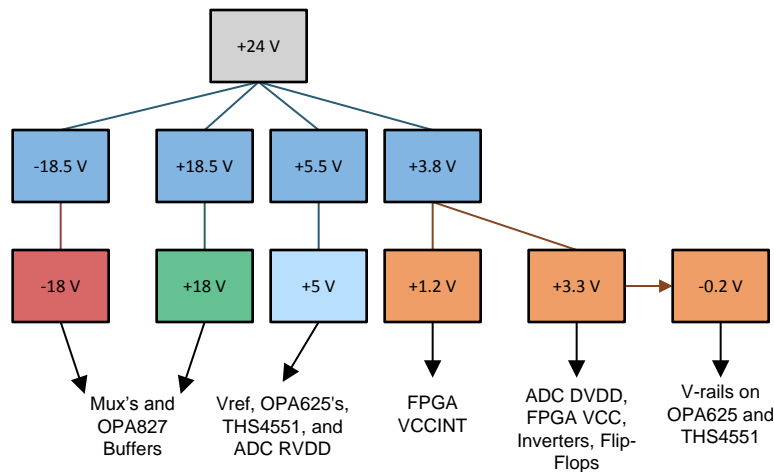 +24 V
-18.5 V
+18.5 V
+5.5 V
+3.8 V
-18 V
+18 V
+5 V
+1.2 V
+3.3 V
-0.2 V
Mux's and
OPA827
Buffers
Vref, OPA625's,
THS4551, and
ADC RVDD
FPGA
VCCINT
ADC DVDD,
FPGA VCC,
Inverters, Flip-
Flops
V-rails on
OPA625 and
THS4551